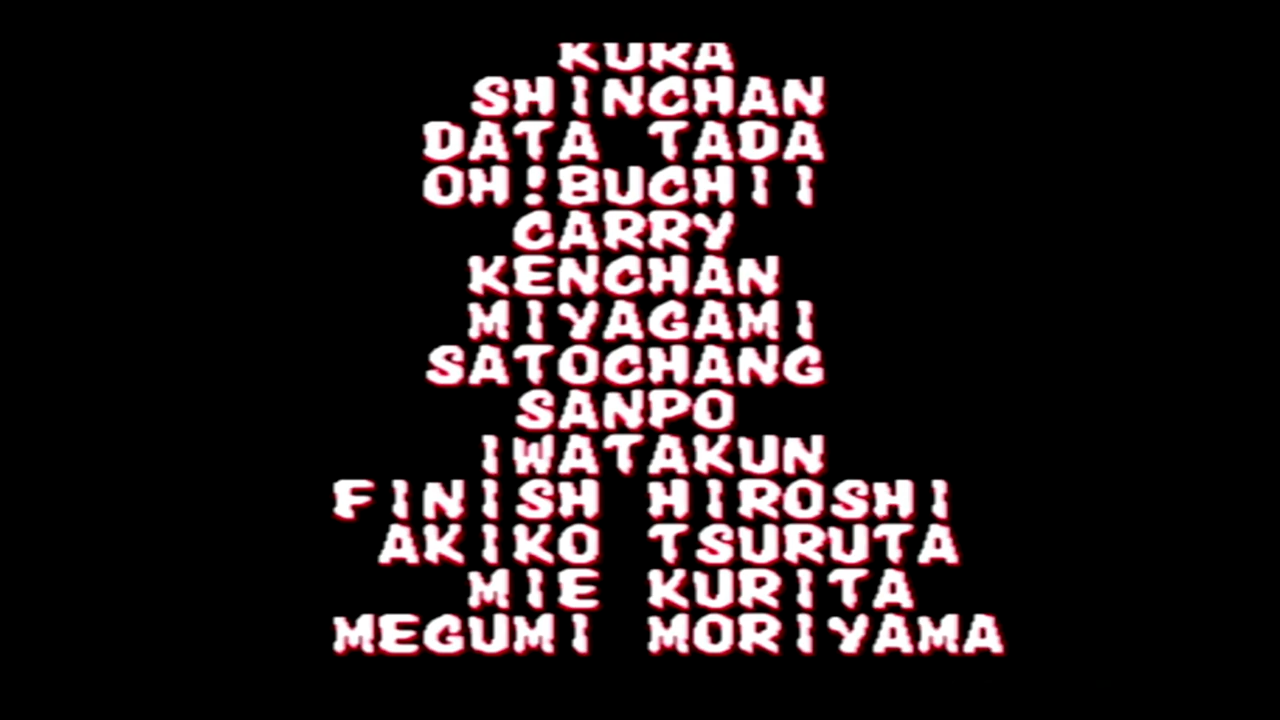 KURA
SHINCHAN
DATA TADA
OH!BUCHII
CARRY
KENCHAN
MIYAGAMI
SATOCHANG
SANPO
IWATAKUN
FINISH HIROSHI
AKIKO TSURUTA
MIE KURITA
MEGUMI MORIYAMA